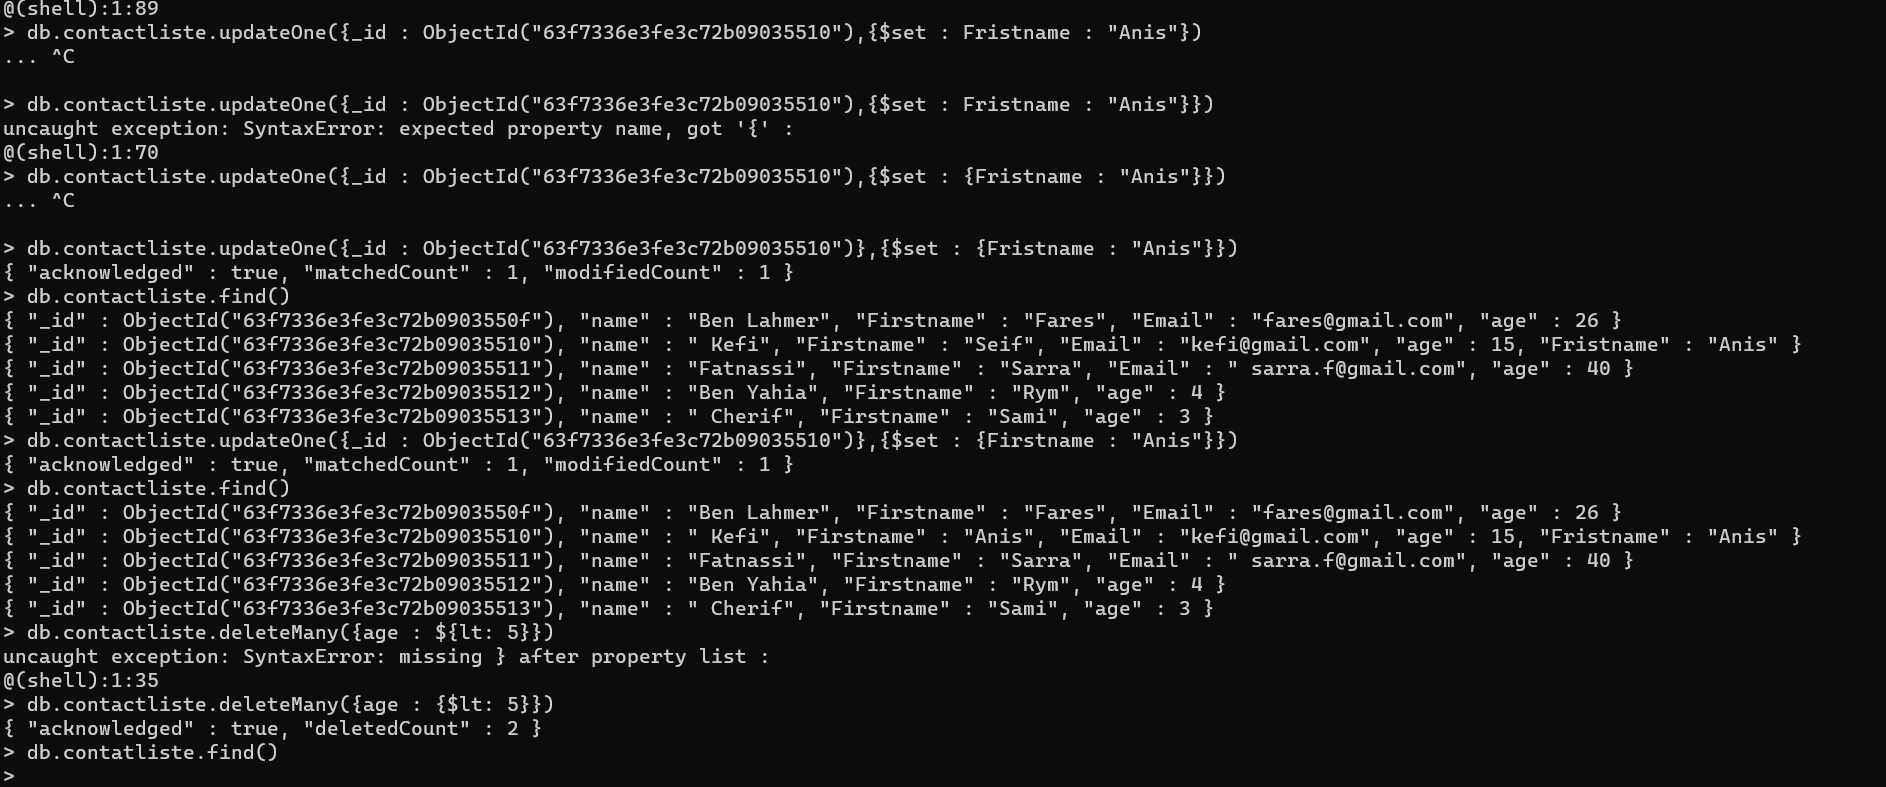 @(shell):1:89
> db.contactliste.updateOne({_id : ObjectId("63f7336e3fe3c72b09035510"),{$set : Fristname : "Anis"})
... ^C
> db.contactliste.updateOne({_id : ObjectId("63f7336e3fe3c72b09035510"),{$set : Fristname : "Anis"}})
uncaught exception: SyntaxError: expected property name, got '{' :
@(shell):1:70
> db.contactliste.updateOne({_id : ObjectId("63f7336e3fe3c72b09035510"),{$set : {Fristname : "Anis"}})
... ^C
> db.contactliste.updateOne({_id : ObjectId("63f7336e3fe3c72b09035510")},{$set : {Fristname : "Anis"}})
{ "acknowledged" : true, "matchedCount" : 1, "modifiedCount" : 1 }
> db.contactliste.find()
{ "_id" : ObjectId("63f7336e3fe3c72b0903550f"), "name" : "Ben Lahmer", "Firstname" : "Fares", "Email" : "fares@gmail.com", "age" : 26 }
{ "_id" : ObjectId("63f7336e3fe3c72b09035510"), "name" : " Kefi", "Firstname" : "Seif", "Email" : "kefi@gmail.com", "age" : 15, "Fristname" : "Anis" }
{ "_id" : ObjectId("63f7336e3fe3c72b09035511"), "name" : "Fatnassi", "Firstname" : "Sarra", "Email" : " sarra.f@gmail.com", "age" : 40 }
{ "_id" : ObjectId("63f7336e3fe3c72b09035512"), "name" : "Ben Yahia", "Firstname" : "Rym", "age" : 4 }
{ "_id" : ObjectId("63f7336e3fe3c72b09035513"), "name" : " Cherif", "Firstname" : "Sami", "age" : 3 }
> db.contactliste.updateOne({_id : ObjectId("63f7336e3fe3c72b09035510")},{$set : {Firstname : "Anis"}})
{ "acknowledged" : true, "matchedCount" : 1, "modifiedCount" : 1 }
> db.contactliste.find()
{ "_id" : ObjectId("63f7336e3fe3c72b0903550f"), "name" : "Ben Lahmer", "Firstname" : "Fares", "Email" : "fares@gmail.com", "age" : 26 }
{ "_id" : ObjectId("63f7336e3fe3c72b09035510"), "name" : " Kefi", "Firstname" : "Anis", "Email" : "kefi@gmail.com", "age" : 15, "Fristname" : "Anis" }
{ "_id" : ObjectId("63f7336e3fe3c72b09035511"), "name" : "Fatnassi", "Firstname" : "Sarra", "Email" : " sarra.f@gmail.com", "age" : 40 }
{ "_id" : ObjectId("63f7336e3fe3c72b09035512"), "name" : "Ben Yahia", "Firstname" : "Rym", "age" : 4 }
{ "_id" : ObjectId("63f7336e3fe3c72b09035513"), "name" : " Cherif", "Firstname" : "Sami", "age" : 3 }
> db.contactliste.deleteMany({age : ${lt: 5}})
uncaught exception: SyntaxError: missing } after property list :
@(shell):1:35
> db.contactliste.deleteMany({age : {$lt: 5}})
{ "acknowledged" : true, "deletedCount" : 2 }
> db.contatliste.find()
>